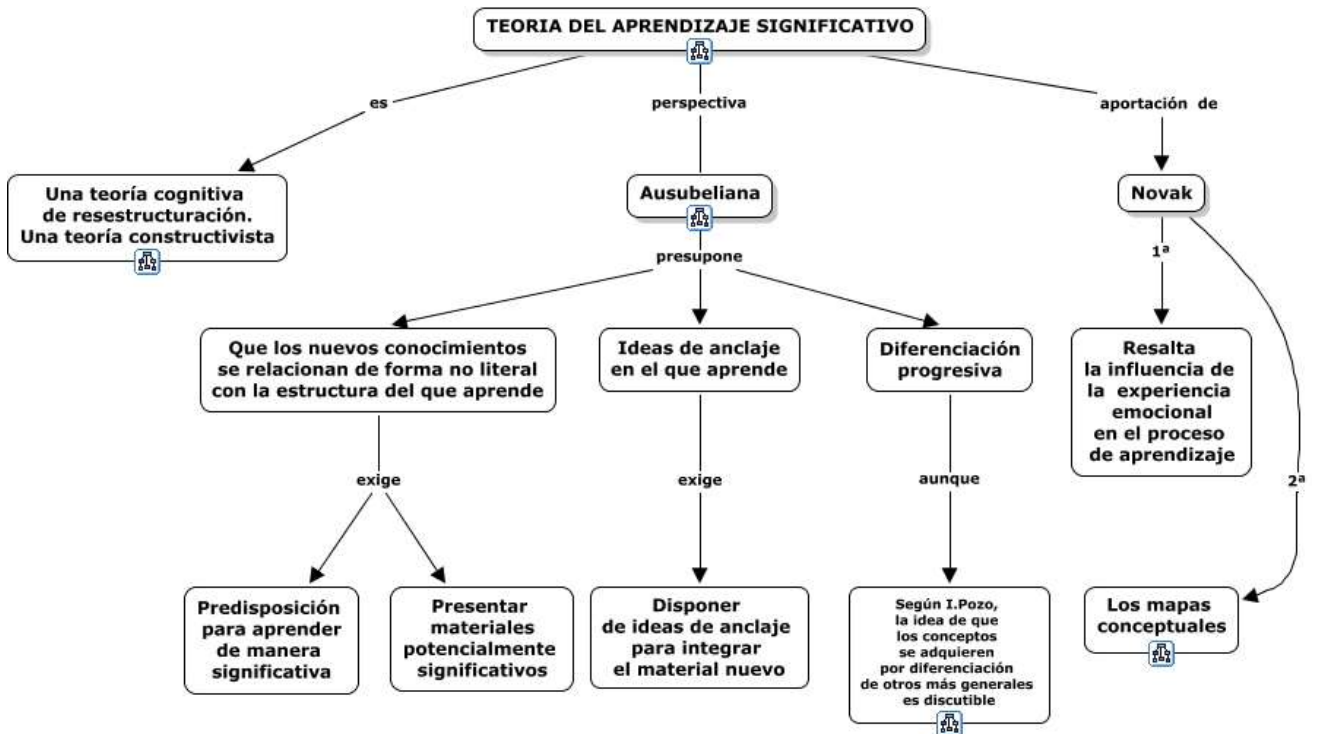 TEORIA DEL APRENDIZAJE SIGNIFICATIVO
es
perspectiva
aportación de
Una teoría cognitiva
de resestructuración.
Una teoría constructivista
Ausubeliana
Novak
presupone
1ª
Que los nuevos conocimientos
se relacionan de forma no literal
con la estructura del que aprende
Ideas de anclaje
en el que aprende
Diferenciación
progresiva
Resalta
la influencia de
la experiencia
emocional
en el proceso
de aprendizaje
exige
exige
aunque
2ª
Predisposición
para aprender
de manera
significativa
Presentar
materiales
potencialmente
significativos
Disponer
de ideas de anclaje
para integrar
el material nuevo
Según I.Pozo,
la idea de que
los conceptos
se adquieren
por diferenciación
de otros más generales
es discutible
Los mapas
conceptuales